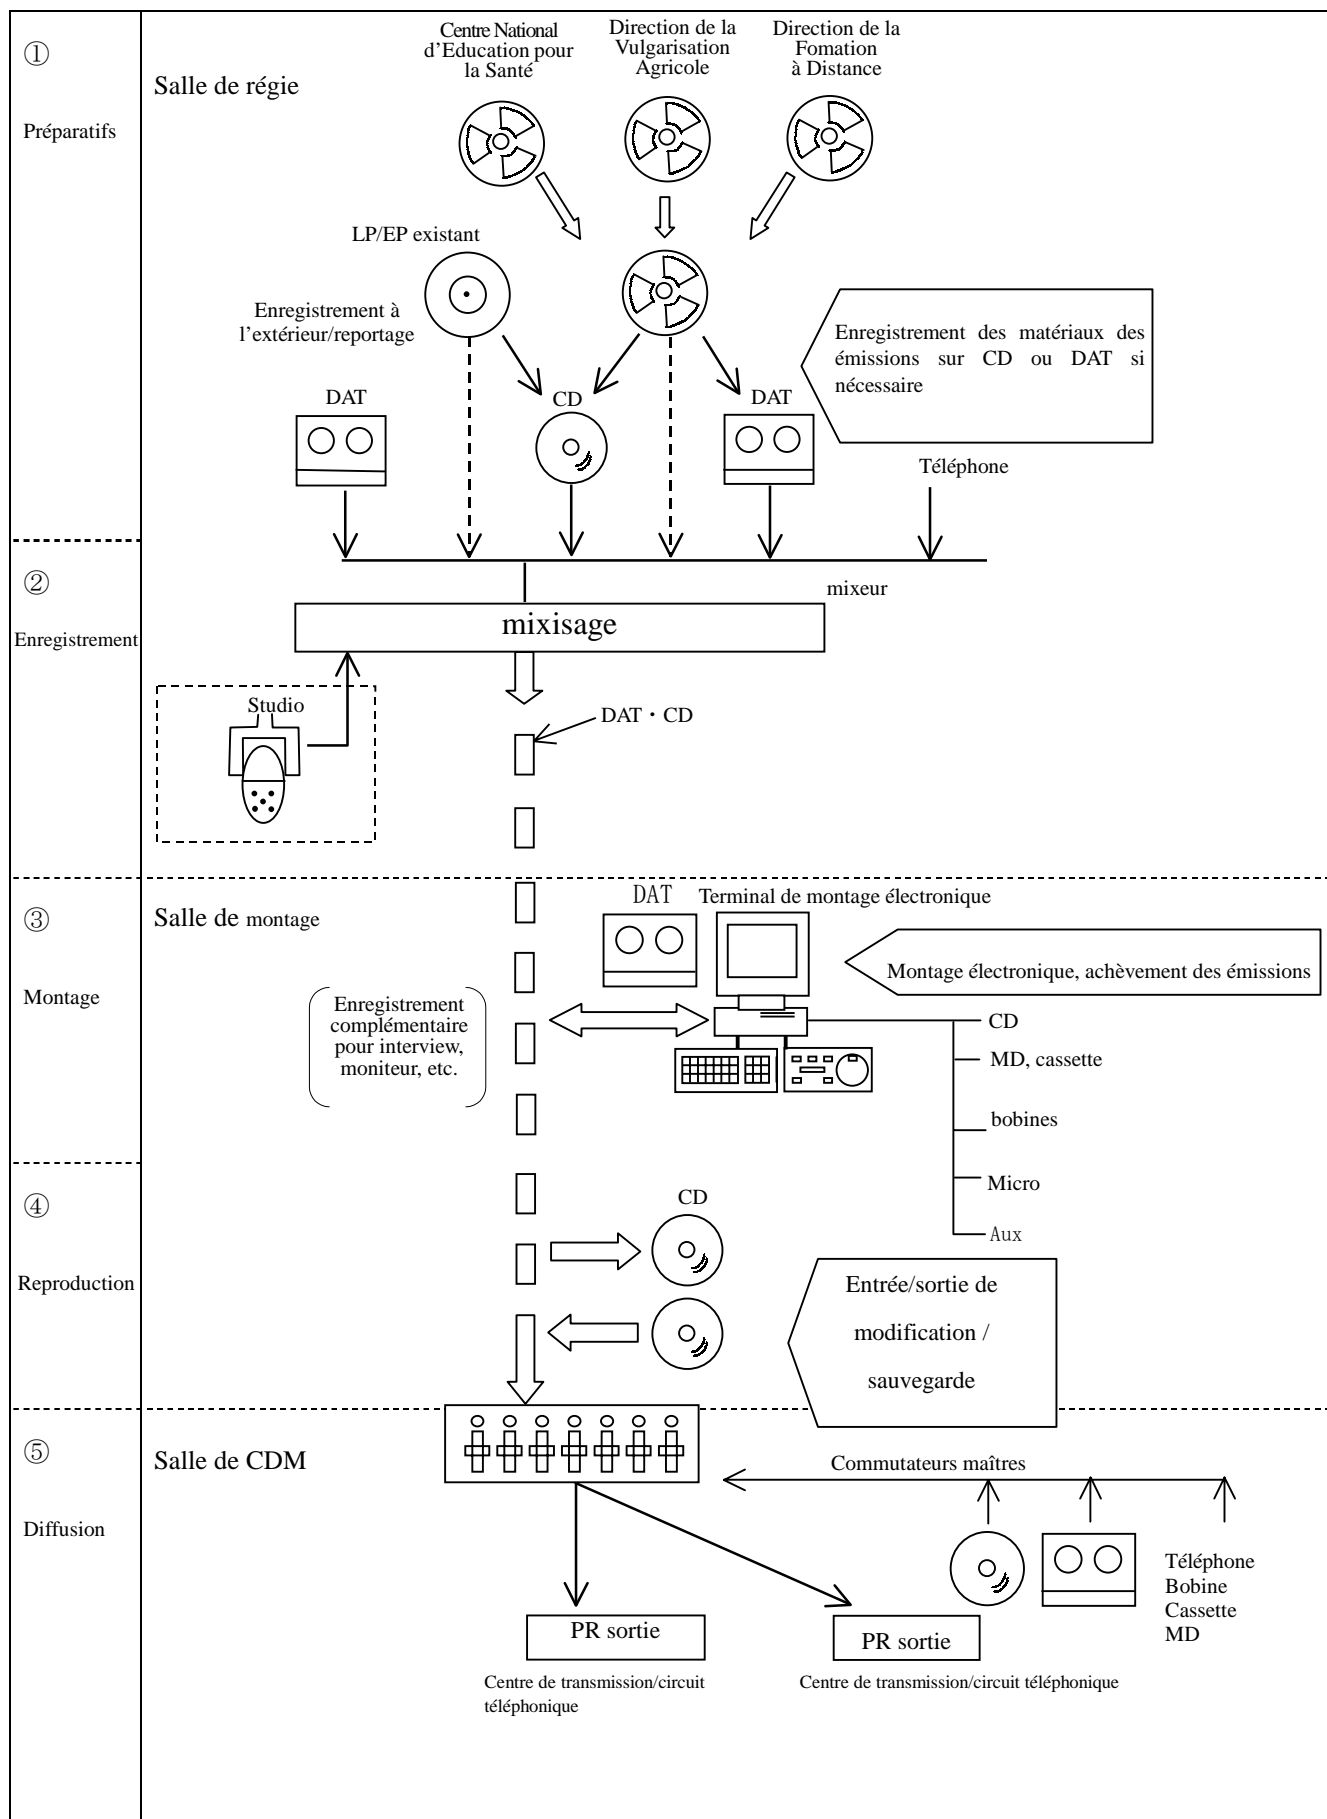 ①
Préparatifs
Salle de régie
Centre National
d'Education pour
la Santé
Direction de la
Vulgarisation
Agricole
Direction de la
Fomation
à Distance
LP/EP existant
Enregistrement à
l'extérieur/reportage
Enregistrement des matériaux des
émissions sur CD ou DAT si
nécessaire
DAT
CD
DAT
Téléphone
②
Enregistrement
mixeur
mixisage
Studio
DAT・CD
③
Montage
Salle de montage
DAT
Terminal de montage électronique
Montage électronique, achèvement des émissions
Enregistrement
complémentaire
pour interview,
moniteur, etc.
CD
MD, cassette
bobines
Micro
Aux
④
Reproduction
CD
Entrée/sortie de
modification /
sauvegarde
⑤
Diffusion
Salle de CDM
Commutateurs maîtres
Téléphone
Bobine
Cassette
MD
PR sortie
PR sortie
Centre de transmission/circuit
téléphonique
Centre de transmission/circuit téléphonique